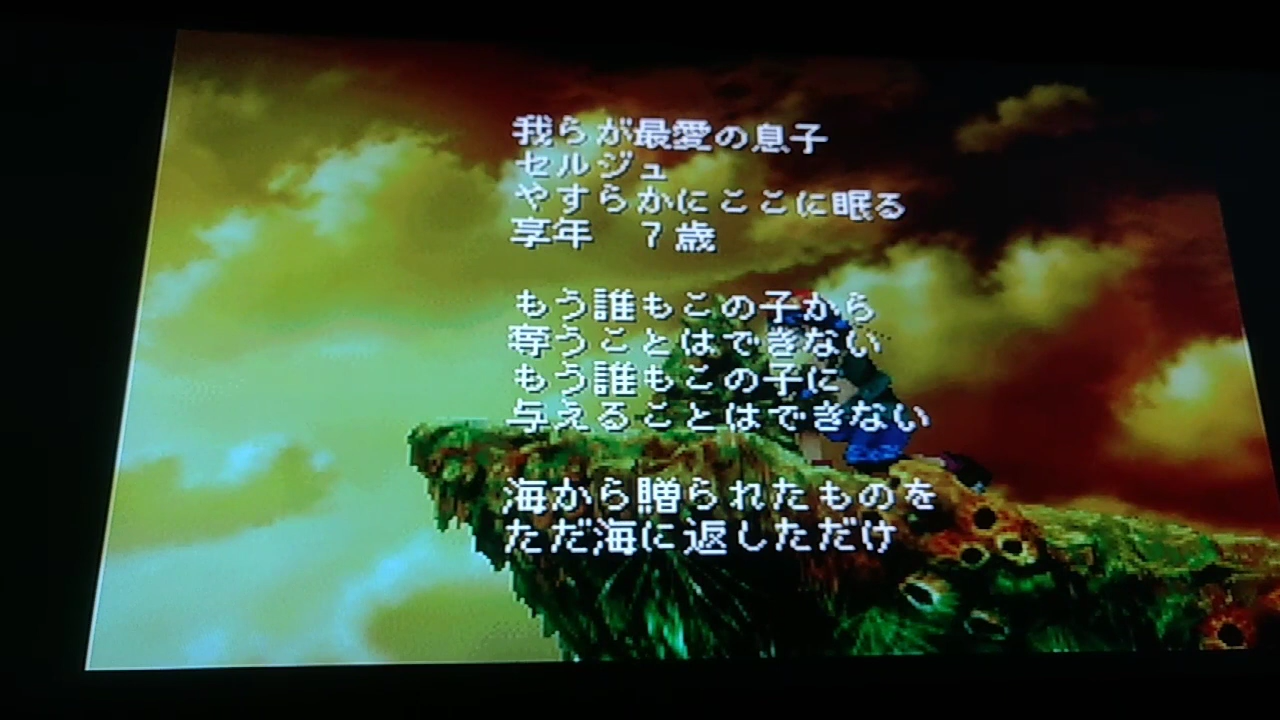 我らが最愛の息子
セルジュ
やすらかにここに眠る
享年　７歳
もう誰もこの子から
奪うことはできない
もう誰もこの子に
与えることはできない
海から贈られたものを
ただ海に返しただけ